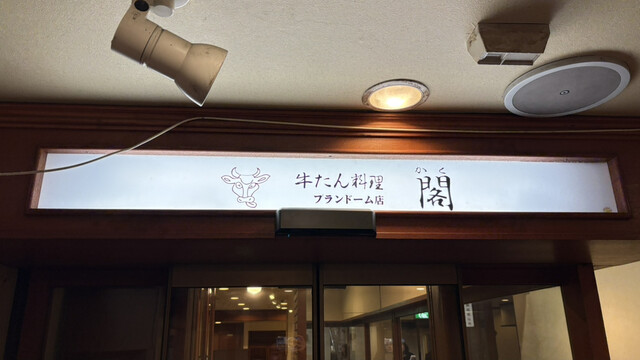 牛たん料理
ブランドーム店
かく
閣